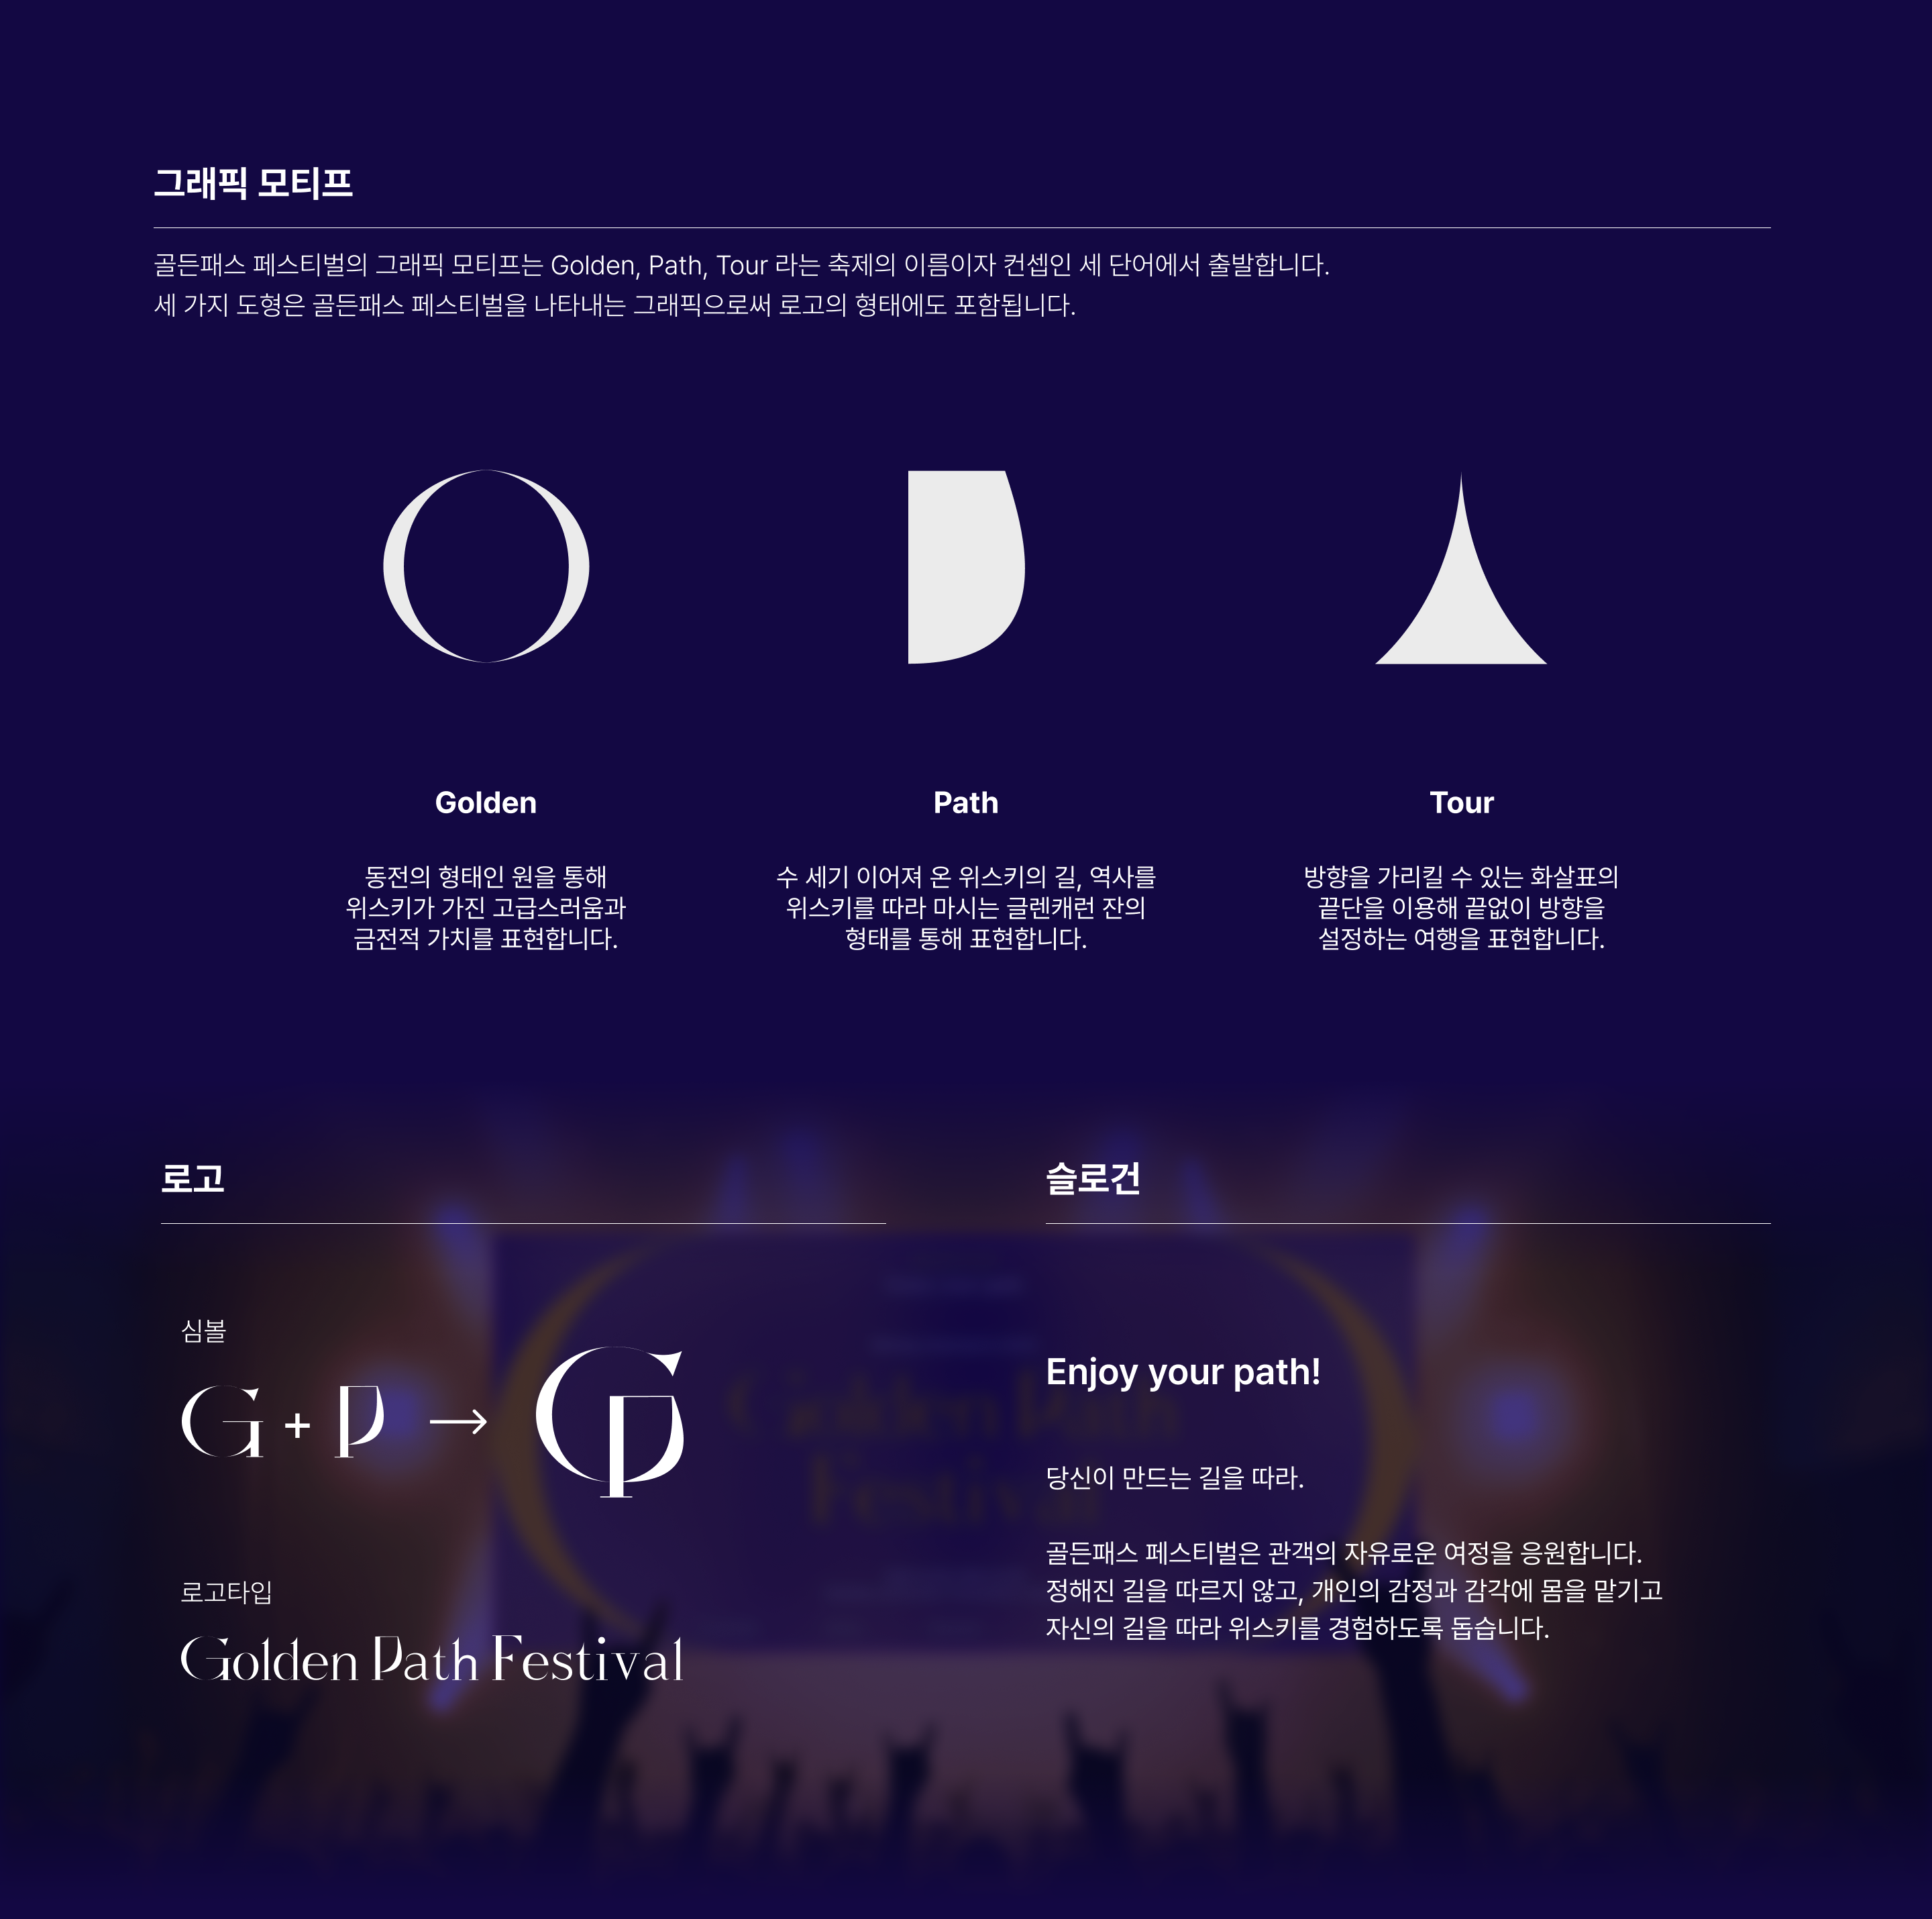 그래픽 모티프
골든패스 페스티벌의 그래픽 모티프는 Golden, Path, Tour 라는 축제의 이름이자 컨셉인 세 단어에서 출발합니다.
세 가지 도형은 골든패스 페스티벌을 나타내는 그래픽으로써 로고의 형태에도 포함됩니다.
Golden
동전의 형태인 원을 통해
위스키가 가진 고급스러움과
금전적 가치를 표현합니다.
Path
수 세기 이어져 온 위스키의 길, 역사를
위스키를 따라 마시는 글렌캐런 잔의
형태를 통해 표현합니다.
Tour
방향을 가리킬 수 있는 화살표의
끝단을 이용해 끝없이 방향을
설정하는 여행을 표현합니다.
로고
심볼
G + P → GP
로고타입
Golden Path Festival
슬로건
Enjoy your path!
당신이 만드는 길을 따라.
골든패스 페스티벌은 관객의 자유로운 여정을 응원합니다.
정해진 길을 따르지 않고, 개인의 감정과 감각에 몸을 맡기고
자신의 길을 따라 위스키를 경험하도록 돕습니다.
Golden Path
Festival